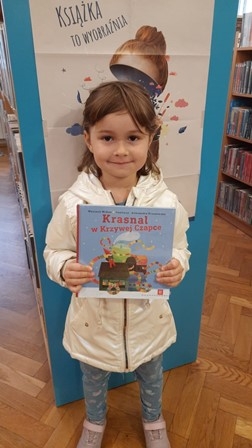 KSIĄŻKA
TO WYOBRAŹNIA
Krasnal
w Krzywej Czapce